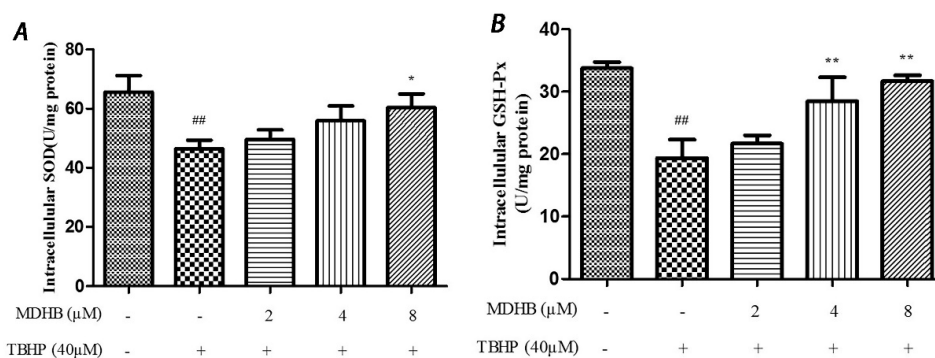 A
Intracellular SOD(U/mg protein)
80
60
40
20
0
##
*
MDHB (µM) - - 2 4 8
TBHP (40µM) - + + + +
B
Intracellulular GSH-Px
(U/mg protein)
40
30
20
10
0
##
**
**
MDHB (µM) - - 2 4 8
TBHP (40µM) - + + + +